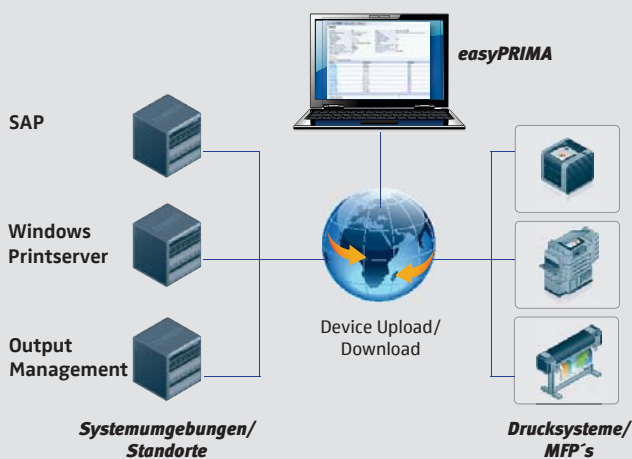 easyPRIMA
SAP
Windows
Printserver
Output
Management
Device Upload/
Download
Systemumgebungen/
Standorte
Drucksysteme/
MFP´s